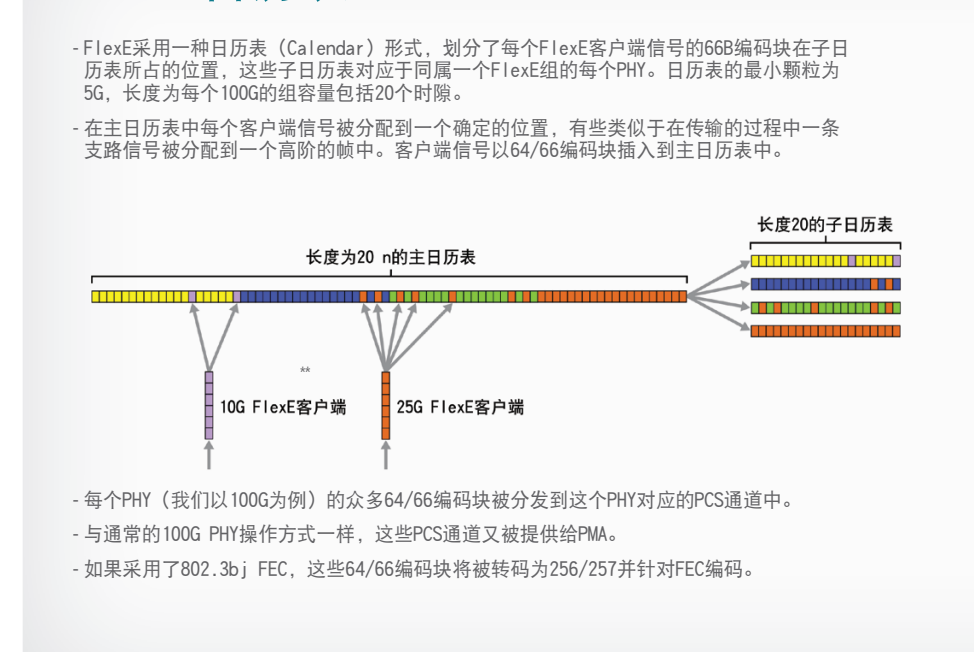 - FlexE采用一种日历表（Calendar）形式，划分了每个FlexE客户端信号的66B编码块在子日
历表所占的位置，这些子日历表对应于同属一个FlexE组的每个PHY。日历表的最小颗粒为
5G，长度为每个100G的组容量包括20个时隙。
- 在主日历表中每个客户端信号被分配到一个确定的位置，有些类似于在传输的过程中一条
支路信号被分配到一个高阶的帧中。客户端信号以64/66编码块插入到主日历表中。
长度20的子日历表
长度为20 n的主日历表
**
10G FlexE客户端
25G FlexE客户端
- 每个PHY（我们以100G为例）的众多64/66编码块被分发到这个PHY对应的PCS通道中。
- 与通常的100G PHY操作方式一样，这些PCS通道又被提供给PMA。
- 如果采用了802.3bj FEC，这些64/66编码块将被转码为256/257并针对FEC编码。